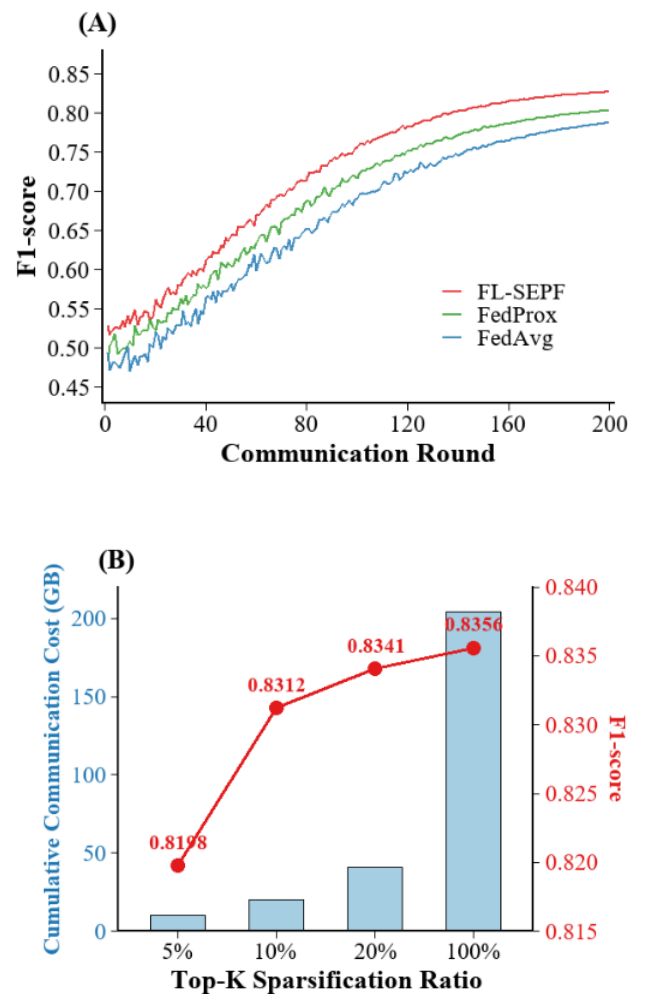 (A)
F1-score
0.85
0.80
0.75
0.70
0.65
0.60
0.55
0.50
0.45
FL-SEPF
FedProx
FedAvg
0 40 80 120 160 200
Communication Round
(B)
Cumulative Communication Cost (GB)
200
150
100
50
0
0.8198
0.8312
0.8341
0.8356
0.840
0.835
0.830
0.825
0.820
0.815
F1-score
5% 10% 20% 100%
Top-K Sparsification Ratio